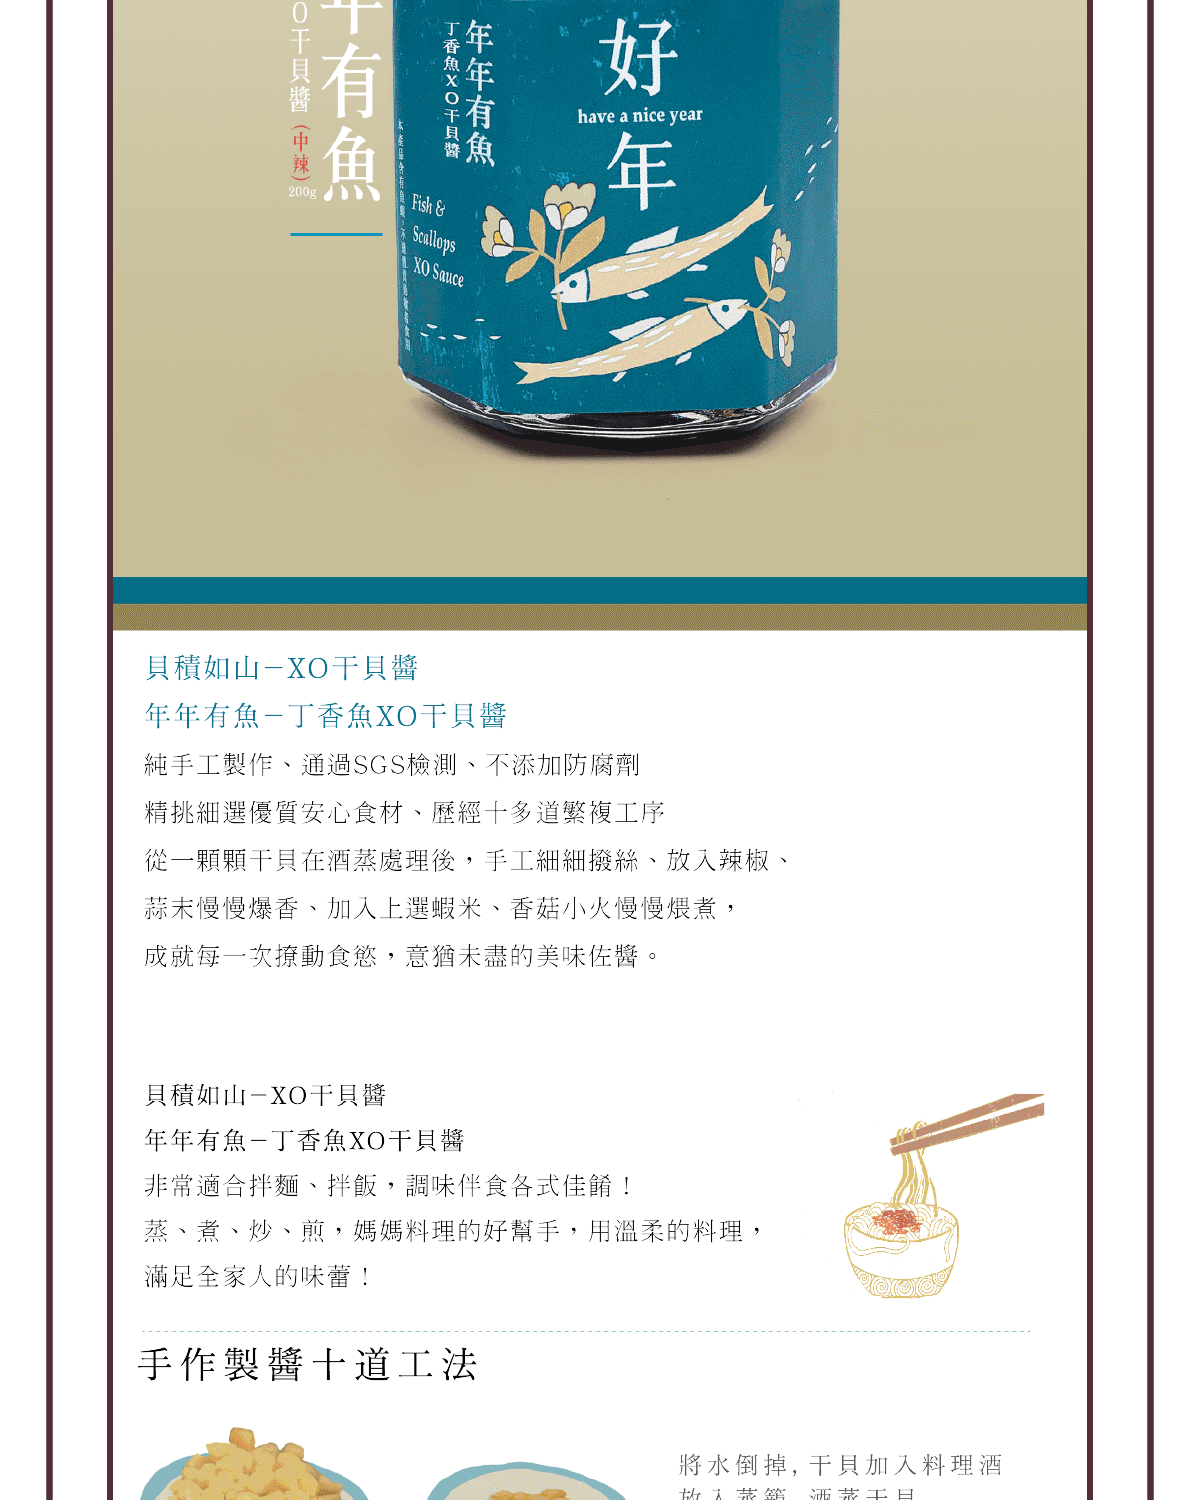 年有魚
O干貝醬
(中辣)
200g
好年
have a nice year
年年有魚
丁香魚XO干貝醬
Fish &
Scallops
XO Sauce
貝積如山－XO干貝醬
年年有魚－丁香魚XO干貝醬
純手工製作、通過SGS檢測、不添加防腐劑
精挑細選優質安心食材、歷經十多道繁複工序
從一顆顆干貝在酒蒸處理後，手工細細撥絲、放入辣椒、
蒜末慢慢爆香、加入上選蝦米、香菇小火慢慢煨煮，
成就每一次撩動食慾，意猶未盡的美味佐醬。
貝積如山－XO干貝醬
年年有魚－丁香魚XO干貝醬
非常適合拌麵、拌飯，調味伴食各式佳餚！
蒸、煮、炒、煎，媽媽料理的好幫手，用溫柔的料理，
滿足全家人的味蕾！
手作製醬十道工法
將水倒掉, 干貝加入料理酒